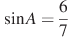 sinA = 6/7